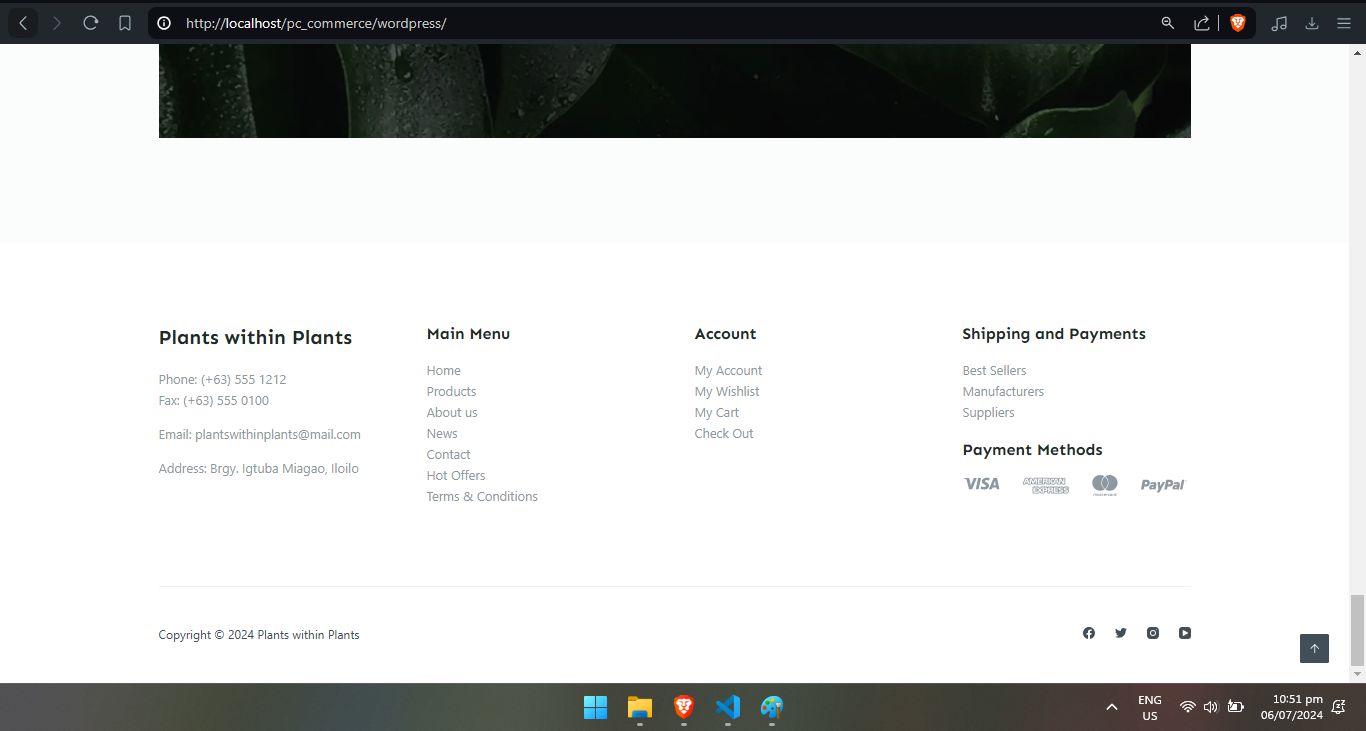 http://localhost/pc_commerce/wordpress/
Plants within Plants
Phone: (+63) 555 1212
Fax: (+63) 555 0100
Email: plantswithinplants@mail.com
Address: Brgy. Igtuba Miagao, Iloilo
Main Menu
Home
Products
About us
News
Contact
Hot Offers
Terms & Conditions
Account
My Account
My Wishlist
My Cart
Check Out
Shipping and Payments
Best Sellers
Manufacturers
Suppliers
Payment Methods
VISA
AMERICAN EXPRESS
mastercard
PayPal
Copyright © 2024 Plants within Plants
ENG
US
10:51 pm
06/07/2024